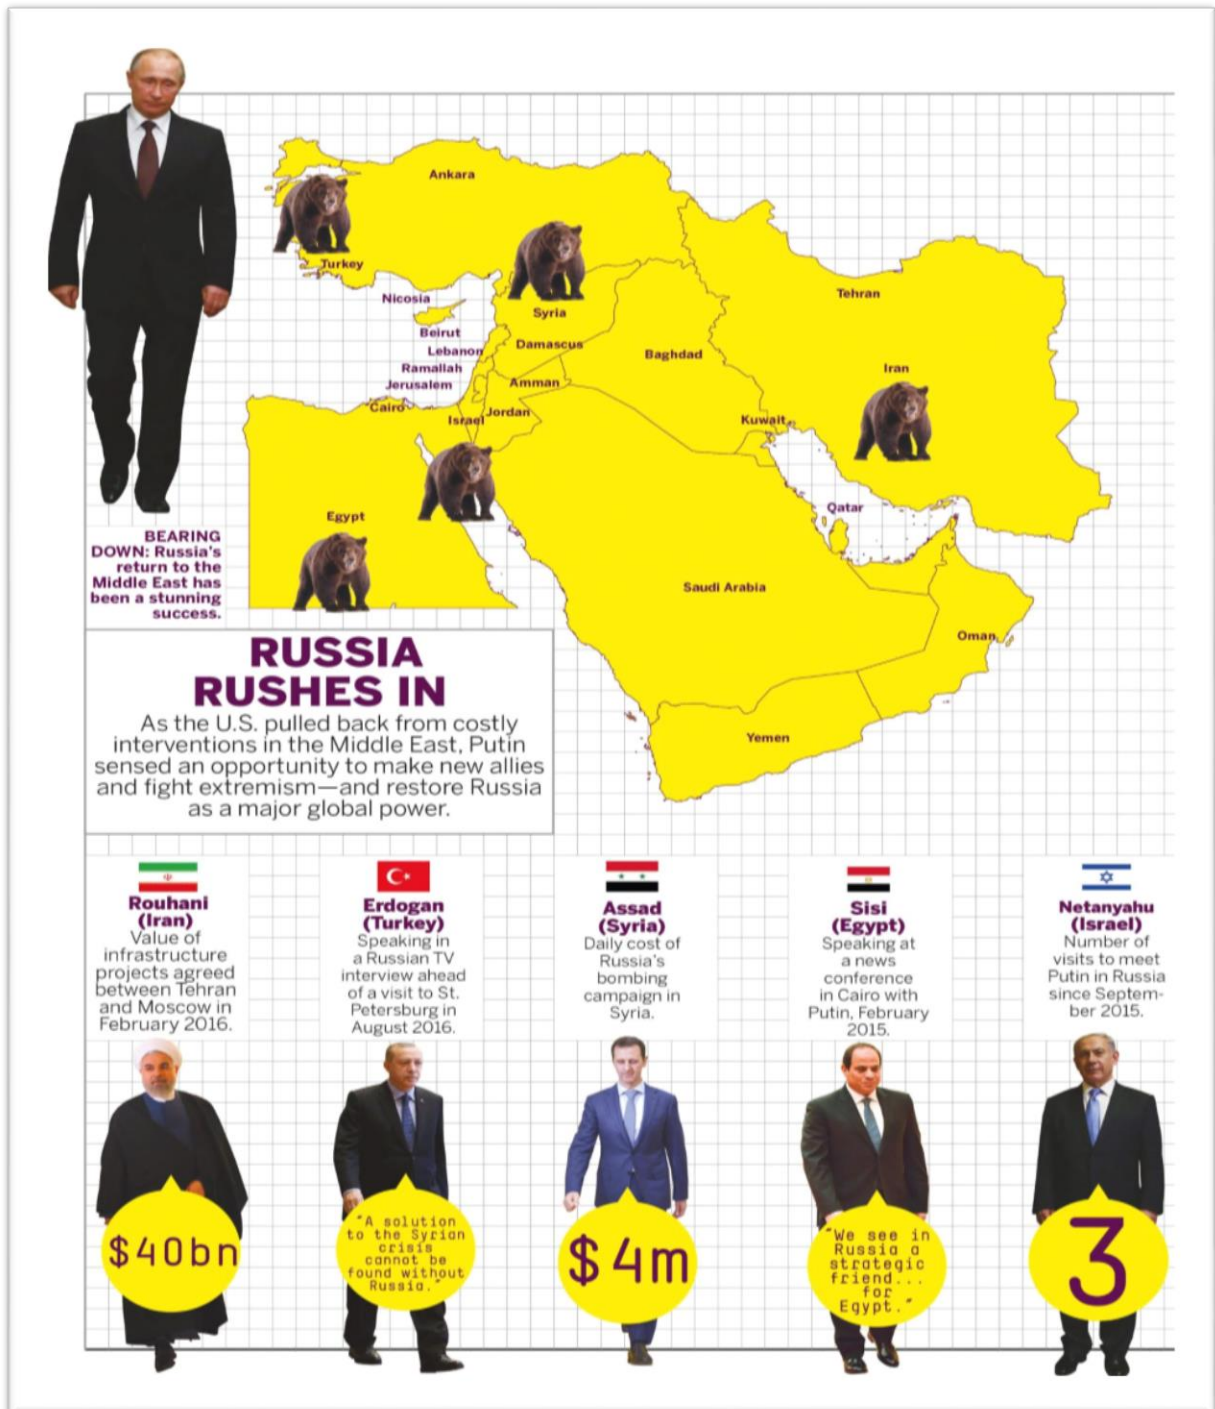 Ankara
Turkey
Nicosia
Syria
Beirut
Lebanon
Damascus
Ramallah
Jerusalem
Amman
Cairo
Israel
Jordan
Baghdad
Tehran
Iran
Kuwait
Qatar
Egypt
Saudi Arabia
Oman
Yemen
BEARING
DOWN: Russia's
return to the
Middle East has
been a stunning
success.
RUSSIA
RUSHES IN
As the U.S. pulled back from costly
interventions in the Middle East, Putin
sensed an opportunity to make new allies
and fight extremism—and restore Russia
as a major global power.
Rouhani
(Iran)
Value of
infrastructure
projects agreed
between Tehran
and Moscow in
February 2016.
$40bn
Erdogan
(Turkey)
Speaking in
a Russian TV
interview ahead
of a visit to St.
Petersburg in
August 2016.
"A solution
to the Syrian
crisis
cannot be
found without
Russia."
Assad
(Syria)
Daily cost of
Russia's
bombing
campaign in
Syria.
$4m
Sisi
(Egypt)
Speaking at
a news
conference
in Cairo with
Putin, February
2015.
"We see in
Russia a
strategic
friend...
for
Egypt."
Netanyahu
(Israel)
Number of
visits to meet
Putin in Russia
since Septem-
ber 2015.
3